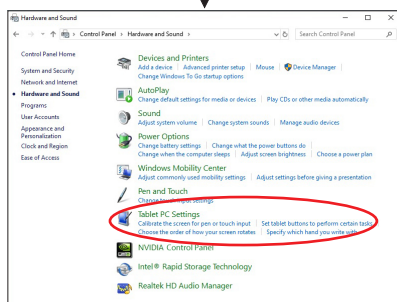 Hardware and Sound
Control Panel > Hardware and Sound >
Search Control Panel
Control Panel Home
System and Security
Network and Internet
Hardware and Sound
Programs
User Accounts
Appearance and
Personalization
Clock and Region
Ease of Access
Devices and Printers
Add a device | Advanced printer setup | Mouse | Device Manager |
Change Windows To Go startup options
AutoPlay
Change default settings for media or devices | Play CDs or other media automatically
Sound
Adjust system volume | Change system sounds | Manage audio devices
Power Options
Change battery settings | Change what the power buttons do |
Change when the computer sleeps | Adjust screen brightness | Choose a power plan
Windows Mobility Center
Adjust commonly used mobility settings | Adjust settings before giving a presentation
Pen and Touch
Change touch input settings
Tablet PC Settings
Calibrate the screen for pen or touch input | Set tablet buttons to perform certain tasks
Choose the order of how your screen rotates | Specify which hand you write with
NVIDIA Control Panel
Intel® Rapid Storage Technology
Realtek HD Audio Manager